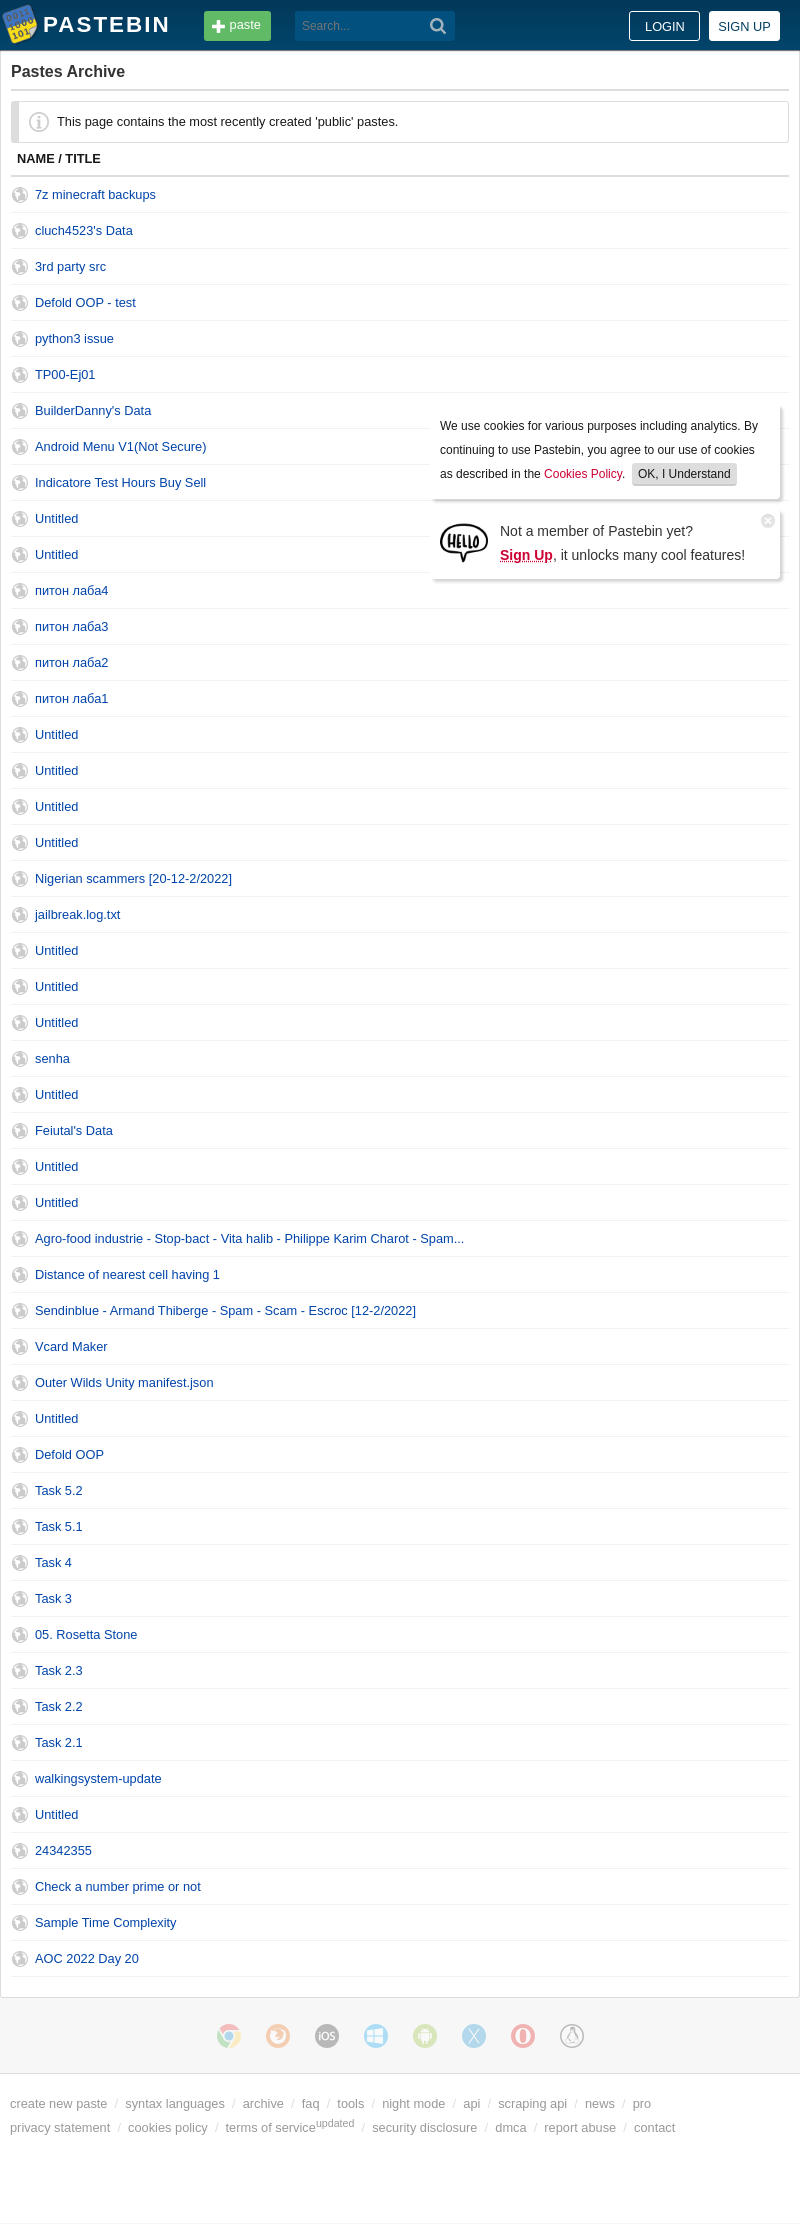 PASTEBIN
paste
Search...
LOGIN
SIGN UP
Pastes Archive
This page contains the most recently created 'public' pastes.
NAME / TITLE
7z minecraft backups
cluch4523's Data
3rd party src
Defold OOP - test
python3 issue
TP00-Ej01
BuilderDanny's Data
Android Menu V1(Not Secure)
Indicatore Test Hours Buy Sell
Untitled
Untitled
We use cookies for various purposes including analytics. By
continuing to use Pastebin, you agree to our use of cookies
as described in the Cookies Policy. OK, I Understand
HELLO
Not a member of Pastebin yet?
Sign Up, it unlocks many cool features!
питон лаба4
питон лаба3
питон лаба2
питон лаба1
Untitled
Untitled
Untitled
Untitled
Nigerian scammers [20-12-2/2022]
jailbreak.log.txt
Untitled
Untitled
Untitled
senha
Untitled
Feiutal's Data
Untitled
Untitled
Agro-food industrie - Stop-bact - Vita halib - Philippe Karim Charot - Spam...
Distance of nearest cell having 1
Sendinblue - Armand Thiberge - Spam - Scam - Escroc [12-2/2022]
Vcard Maker
Outer Wilds Unity manifest.json
Untitled
Defold OOP
Task 5.2
Task 5.1
Task 4
Task 3
05. Rosetta Stone
Task 2.3
Task 2.2
Task 2.1
walkingsystem-update
Untitled
24342355
Check a number prime or not
Sample Time Complexity
AOC 2022 Day 20
iOS
create new paste / syntax languages / archive / faq / tools / night mode / api / scraping api / news / pro
privacy statement / cookies policy / terms of serviceupdated / security disclosure / dmca / report abuse / contact